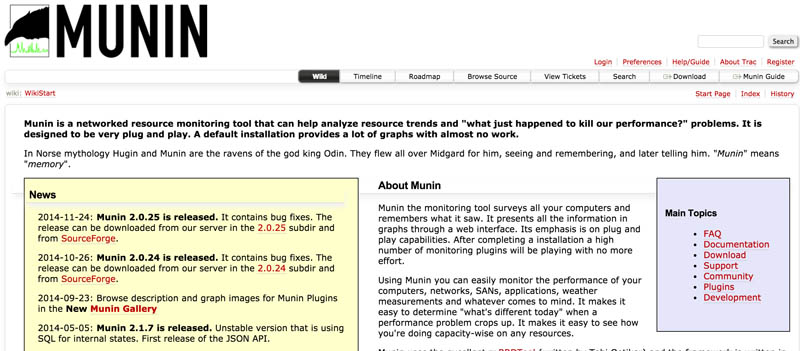 MUNIN
Search
Login | Preferences | Help/Guide | About Trac | Register
Wiki Timeline Roadmap Browse Source View Tickets Search Download Munin Guide
wiki: WikiStart
Start Page | Index | History
Munin is a networked resource monitoring tool that can help analyze resource trends and "what just happened to kill our performance?" problems. It is
designed to be very plug and play. A default installation provides a lot of graphs with almost no work.
In Norse mythology Hugin and Munin are the ravens of the god king Odin. They flew all over Midgard for him, seeing and remembering, and later telling him. "Munin" means
"memory".
News
2014-11-24: Munin 2.0.25 is released. It contains bug fixes. The
release can be downloaded from our server in the 2.0.25 subdir and
from SourceForge.
2014-10-26: Munin 2.0.24 is released. It contains bug fixes. The
release can be downloaded from our server in the 2.0.24 subdir and
from SourceForge.
2014-09-23: Browse description and graph images for Munin Plugins
in the New Munin Gallery
2014-05-05: Munin 2.1.7 is released. Unstable version that is using
SQL for internal states. First release of the JSON API.
About Munin
Munin the monitoring tool surveys all your computers and
remembers what it saw. It presents all the information in
graphs through a web interface. Its emphasis is on plug and
play capabilities. After completing a installation a high
number of monitoring plugins will be playing with no more
effort.
Using Munin you can easily monitor the performance of your
computers, networks, SANs, applications, weather
measurements and whatever comes to mind. It makes it
easy to determine "what's different today" when a
performance problem crops up. It makes it easy to see how
you're doing capacity-wise on any resources.
Main Topics
FAQ
Documentation
Download
Support
Community
Plugins
Development